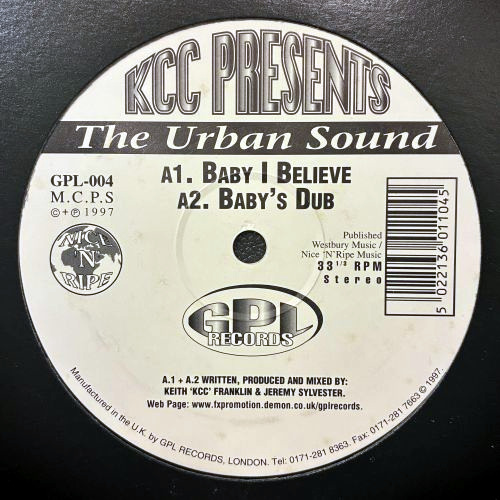 KCC PRESENTS
The Urban Sound
GPL-004
M.C.P.S
©+℗1997
A1. BABY I BELIEVE
A2. BABY'S DUB
NICE
'N'
RIPE
Published
Westbury Music /
Nice 'N'Ripe Music
33 1/3 RPM
Stereo
5 022136 011045
GPL
RECORDS
A.1 + A.2 WRITTEN, PRODUCED AND MIXED BY:
KEITH 'KCC' FRANKLIN & JEREMY SYLVESTER.
Web Page: www.fxpromotion.demon.co.uk/gplrecords.
Manufactured in the U.K. by GPL RECORDS, LONDON. Tel: 0171-281 8363. Fax: 0171-281 7663 © 1997.